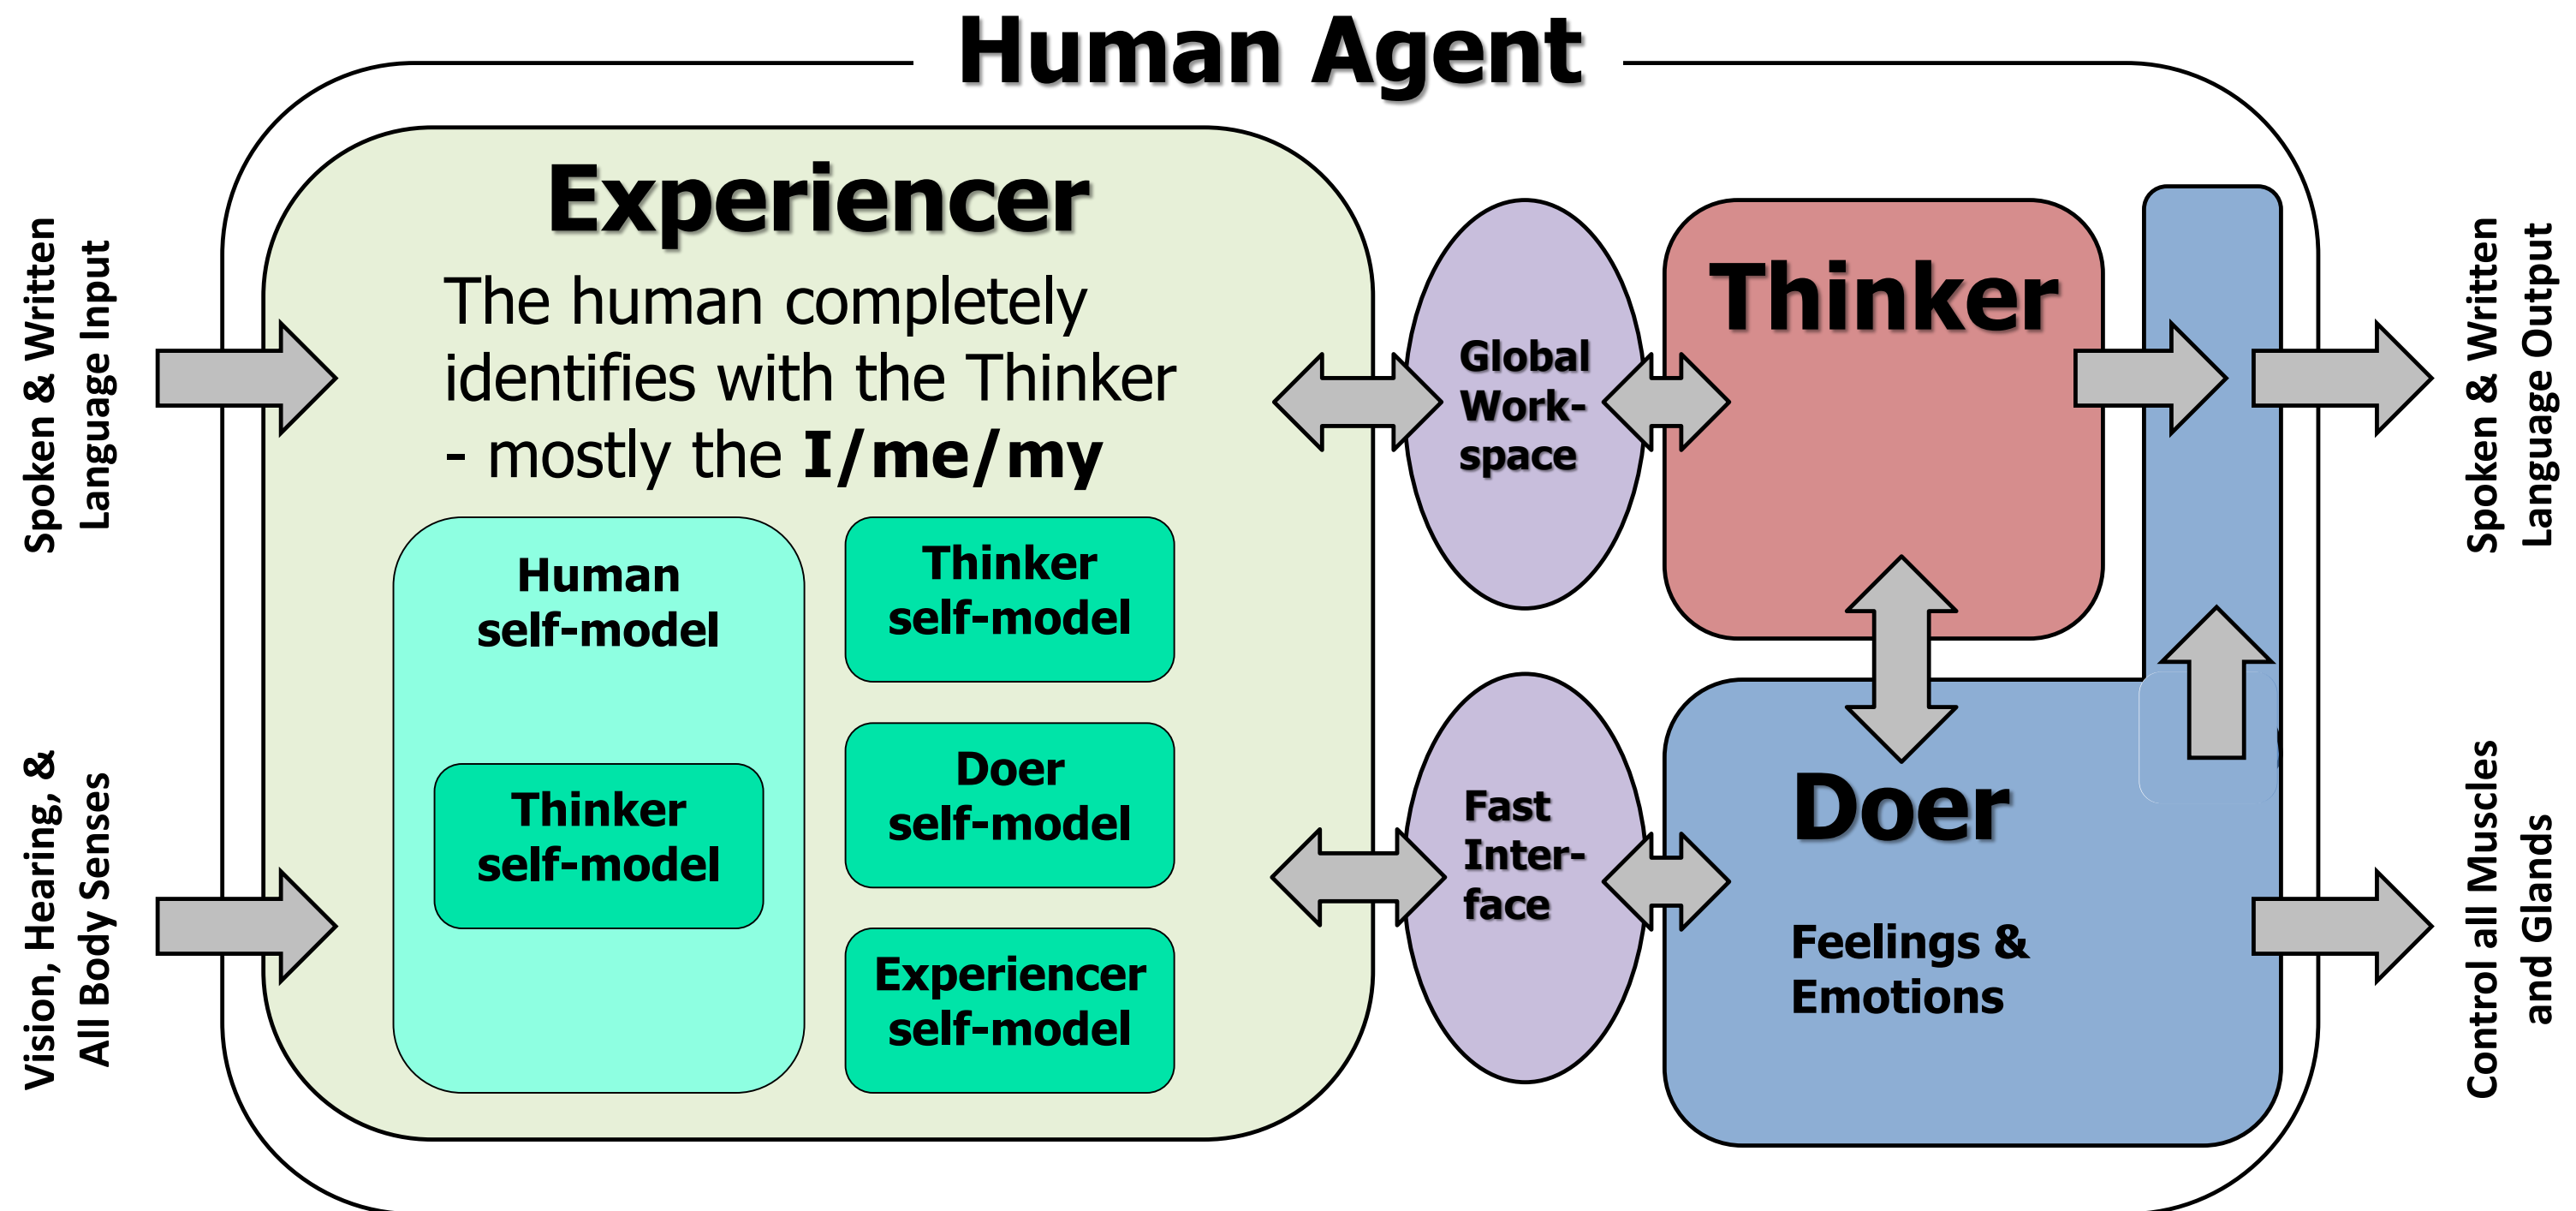 Human Agent
Spoken & Written
Language Input
Vision, Hearing, &
All Body Senses
Experiencer
The human completely
identifies with the Thinker
- mostly the I/me/my
Human
self-model
Thinker
self-model
Thinker
self-model
Doer
self-model
Experiencer
self-model
Global
Work-
space
Fast
Inter-
face
Thinker
Doer
Feelings &
Emotions
Spoken & Written
Language Output
Control all Muscles
and Glands